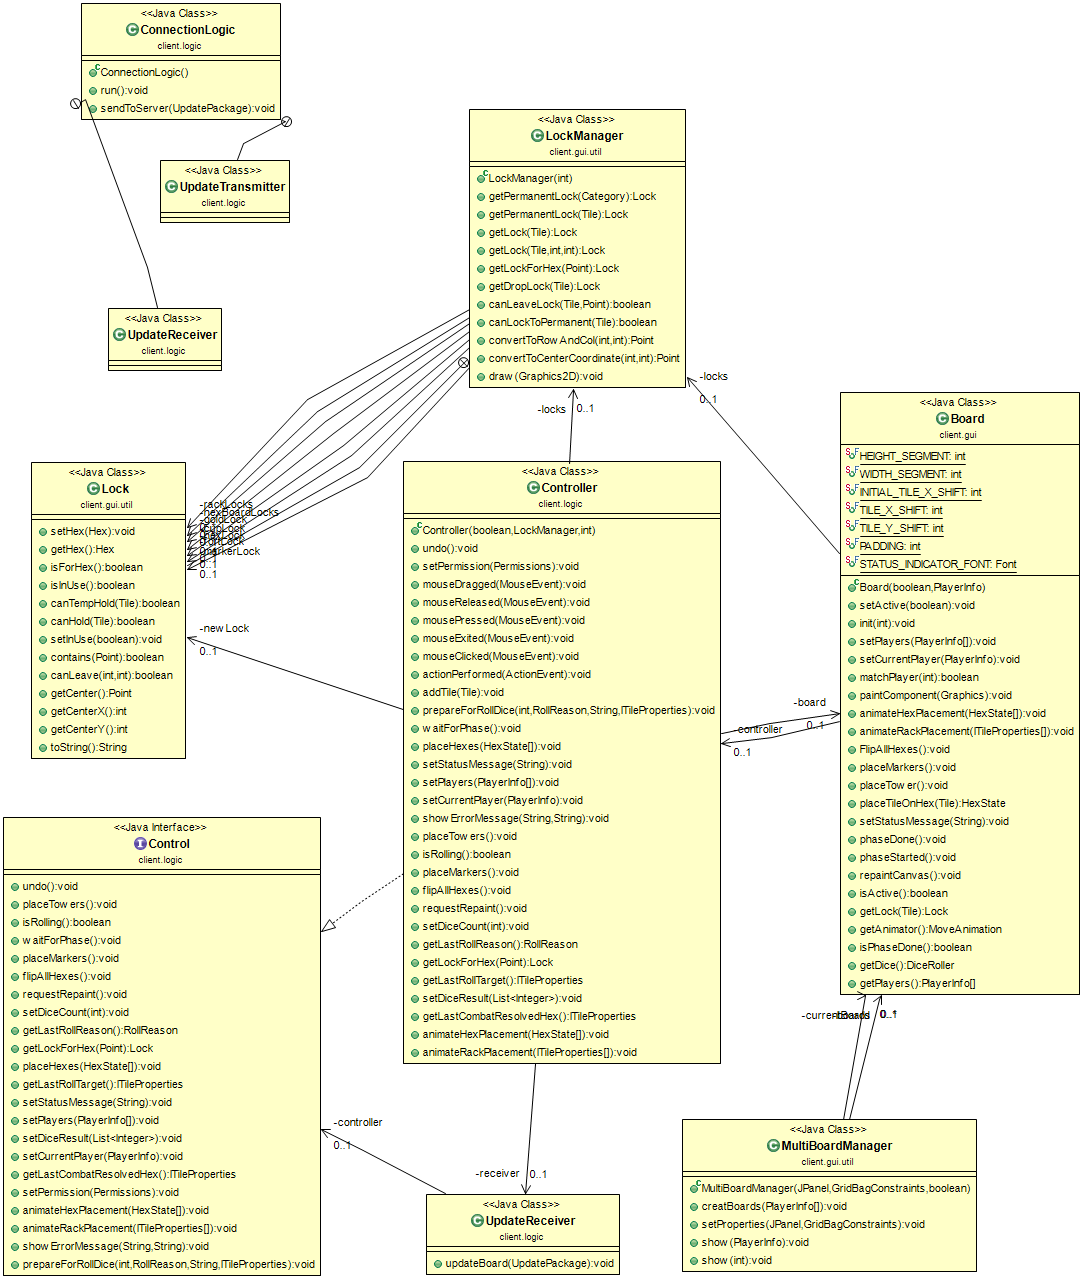 <<Java Class>>
ConnectionLogic
client.logic
ConnectionLogic()
run():void
sendToServer(UpdatePackage):void
<<Java Class>>
UpdateTransmitter
client.logic
<<Java Class>>
UpdateReceiver
client.logic
<<Java Class>>
LockManager
client.gui.util
LockManager(int)
getPermanentLock(Category):Lock
getPermanentLock(Tile):Lock
getLock(Tile):Lock
getLock(Tile,int,int):Lock
getLockForHex(Point):Lock
getDropLock(Tile):Lock
canLeaveLock(Tile,Point):boolean
canLockToPermanent(Tile):boolean
convertToRowAndCol(int,int):Point
convertToCenterCoordinate(int,int):Point
draw(Graphics2D):void
-locks
0..1
-locks
0..1
<<Java Class>>
Lock
client.gui.util
setHex(Hex):void
getHex():Hex
isForHex():boolean
isInUse():boolean
canTempHold(Tile):boolean
canHold(Tile):boolean
setInUse(boolean):void
contains(Point):boolean
canLeave(int,int):boolean
getCenter():Point
getCenterX():int
getCenterY():int
toString():String
-rackLocks
-hexBoardLocks
-goldLock
-markerLock
0..1
0..1
-newLock
0..1
<<Java Class>>
Controller
client.logic
Controller(boolean,LockManager,int)
undo():void
setPermission(Permissions):void
mouseDragged(MouseEvent):void
mouseReleased(MouseEvent):void
mousePressed(MouseEvent):void
mouseExited(MouseEvent):void
mouseClicked(MouseEvent):void
actionPerformed(ActionEvent):void
addTile(Tile):void
prepareForRollDice(int,RollReason,String,ITileProperties):void
waitForPhase():void
placeHexes(HexState[]):void
setStatusMessage(String):void
setPlayers(PlayerInfo[]):void
setCurrentPlayer(PlayerInfo):void
showErrorMessage(String,String):void
placeTowers():void
isRolling():boolean
placeMarkers():void
flipAllHexes():void
requestRepaint():void
setDiceCount(int):void
getLastRollReason():RollReason
getLockForHex(Point):Lock
getLastRollTarget():ITileProperties
setDiceResult(List<Integer>):void
getLastCombatResolvedHex():ITileProperties
animateHexPlacement(HexState[]):void
animateRackPlacement(ITileProperties[]):void
-board
0..1
-controller
0..1
<<Java Class>>
Board
client.gui
HEIGHT_SEGMENT: int
WIDTH_SEGMENT: int
INITIAL_TILE_X_SHIFT: int
TILE_X_SHIFT: int
TILE_Y_SHIFT: int
PADDING: int
STATUS_INDICATOR_FONT: Font
Board(boolean,PlayerInfo)
setActive(boolean):void
init(int):void
setPlayers(PlayerInfo[]):void
setCurrentPlayer(PlayerInfo):void
matchPlayer(int):boolean
paintComponent(Graphics):void
animateHexPlacement(HexState[]):void
animateRackPlacement(ITileProperties[]):void
FlipAllHexes():void
placeMarkers():void
placeTower():void
placeTileOnHex(Tile):HexState
setStatusMessage(String):void
phaseDone():void
phaseStarted():void
repaintCanvas():void
isActive():boolean
getLock(Tile):Lock
getAnimator():MoveAnimation
isPhaseDone():boolean
getDice():DiceRoller
getPlayers():PlayerInfo[]
<<Java Interface>>
Control
client.logic
undo():void
placeTowers():void
isRolling():boolean
waitForPhase():void
placeMarkers():void
flipAllHexes():void
requestRepaint():void
setDiceCount(int):void
getLastRollReason():RollReason
getLockForHex(Point):Lock
placeHexes(HexState[]):void
getLastRollTarget():ITileProperties
setStatusMessage(String):void
setPlayers(PlayerInfo[]):void
setDiceResult(List<Integer>):void
setCurrentPlayer(PlayerInfo):void
getLastCombatResolvedHex():ITileProperties
setPermission(Permissions):void
animateHexPlacement(HexState[]):void
animateRackPlacement(ITileProperties[]):void
showErrorMessage(String,String):void
prepareForRollDice(int,RollReason,String,ITileProperties):void
-controller
0..1
-receiver
0..1
<<Java Class>>
UpdateReceiver
client.logic
updateBoard(UpdatePackage):void
0..1
<<Java Class>>
MultiBoardManager
client.gui.util
MultiBoardManager(JPanel,GridBagConstraints,boolean)
creatBoards(PlayerInfo[]):void
setProperties(JPanel,GridBagConstraints):void
show(PlayerInfo):void
show(int):void